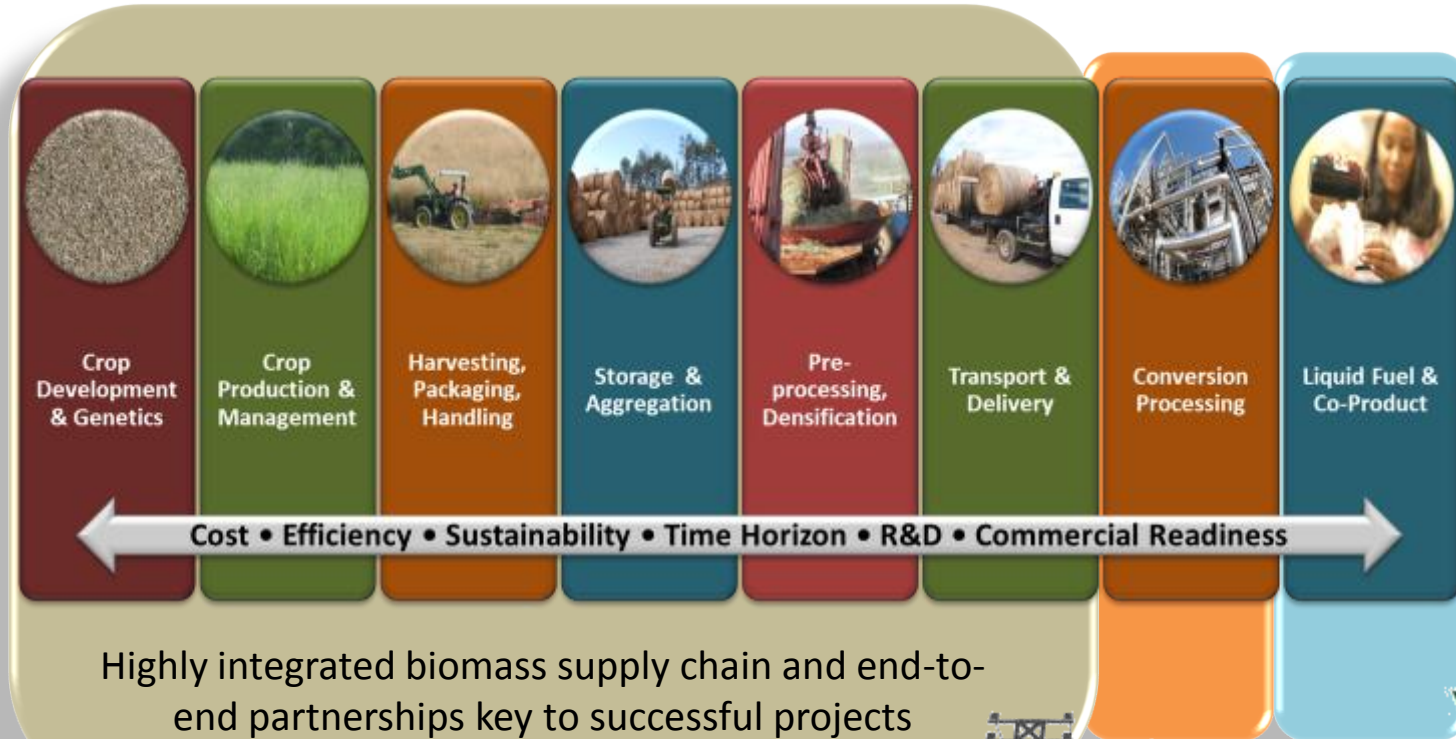 Crop
Development
& Genetics
Crop
Production &
Management
Harvesting,
Packaging,
Handling
Storage &
Aggregation
Pre-
processing,
Densification
Transport &
Delivery
Conversion
Processing
Liquid Fuel &
Co-Product
Cost • Efficiency • Sustainability • Time Horizon • R&D • Commercial Readiness
Highly integrated biomass supply chain and end-to-
end partnerships key to successful projects